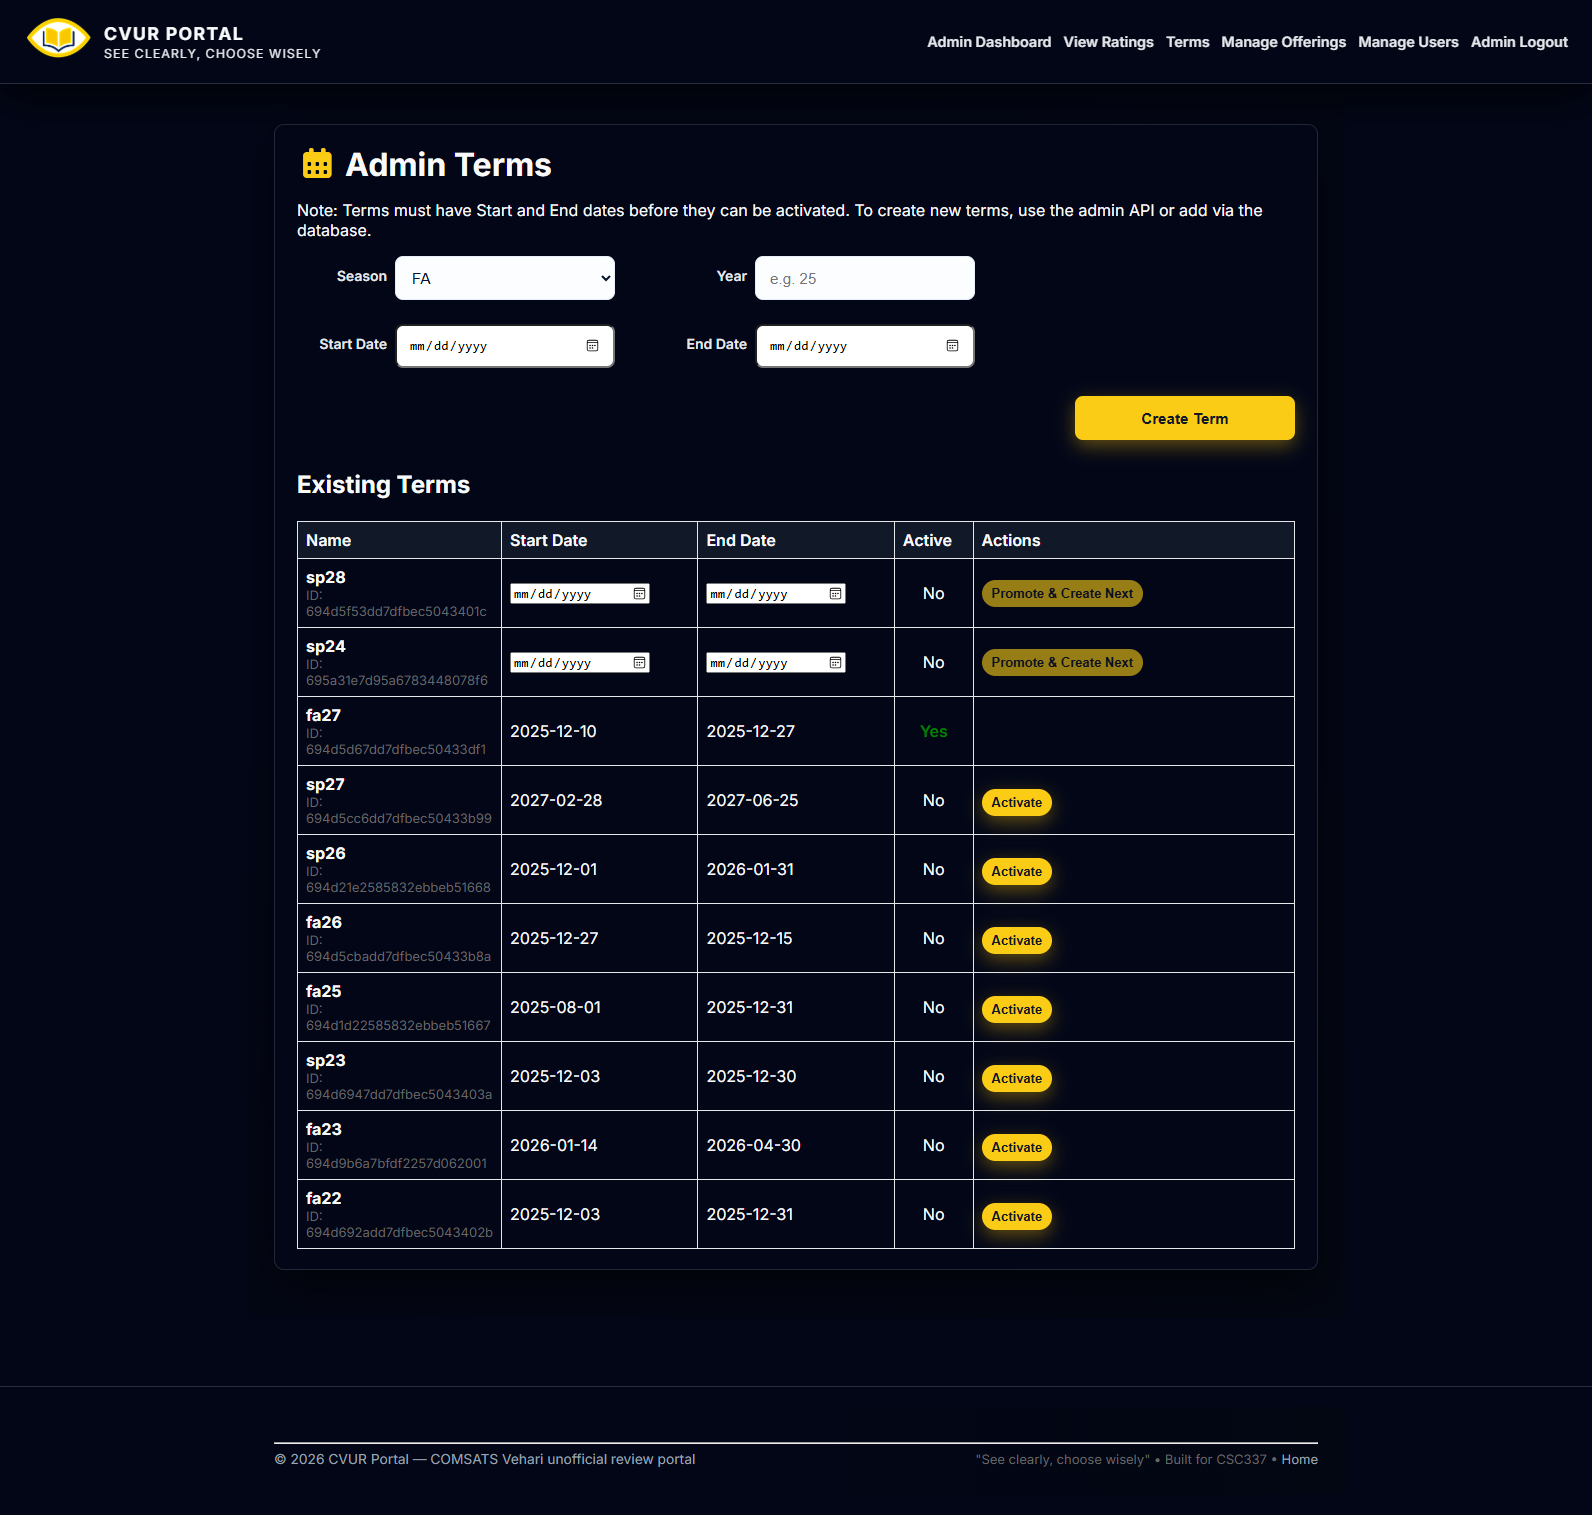 CVUR PORTAL
SEE CLEARLY, CHOOSE WISELY
Admin Dashboard View Ratings Terms Manage Offerings Manage Users Admin Logout
Admin Terms
Note: Terms must have Start and End dates before they can be activated. To create new terms, use the admin API or add via the
database.
Season FA Year e.g. 25
Start Date mm/dd/yyyy End Date mm/dd/yyyy
Create Term
Existing Terms
Name Start Date End Date Active Actions
sp28
ID:
694d5f53dd7dfbec5043401c
mm/dd/yyyy mm/dd/yyyy No Promote & Create Next
sp24
ID:
695a31e7d95a6783448078f6
mm/dd/yyyy mm/dd/yyyy No Promote & Create Next
fa27
ID:
694d5d67dd7dfbec50433df1
2025-12-10 2025-12-27 Yes
sp27
ID:
694d5cc6dd7dfbec50433b99
2027-02-28 2027-06-25 No Activate
sp26
ID:
694d21e2585832ebbeb51668
2025-12-01 2026-01-31 No Activate
fa26
ID:
694d5cbadd7dfbec50433b8a
2025-12-27 2025-12-15 No Activate
fa25
ID:
694d1d22585832ebbeb51667
2025-08-01 2025-12-31 No Activate
sp23
ID:
694d6947dd7dfbec5043403a
2025-12-03 2025-12-30 No Activate
fa23
ID:
694d9b6a7bfdf2257d062001
2026-01-14 2026-04-30 No Activate
fa22
ID:
694d692add7dfbec5043402b
2025-12-03 2025-12-31 No Activate
© 2026 CVUR Portal — COMSATS Vehari unofficial review portal
"See clearly, choose wisely" • Built for CSC337 • Home